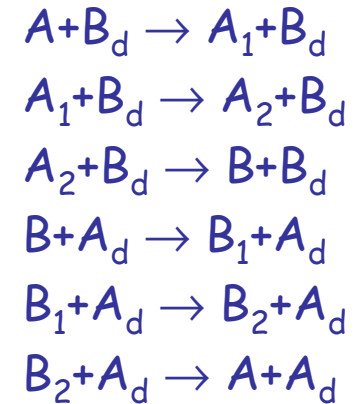 A+B_d → A_1+B_d
A_1+B_d → A_2+B_d
A_2+B_d → B+B_d
B+A_d → B_1+A_d
B_1+A_d → B_2+A_d
B_2+A_d → A+A_d